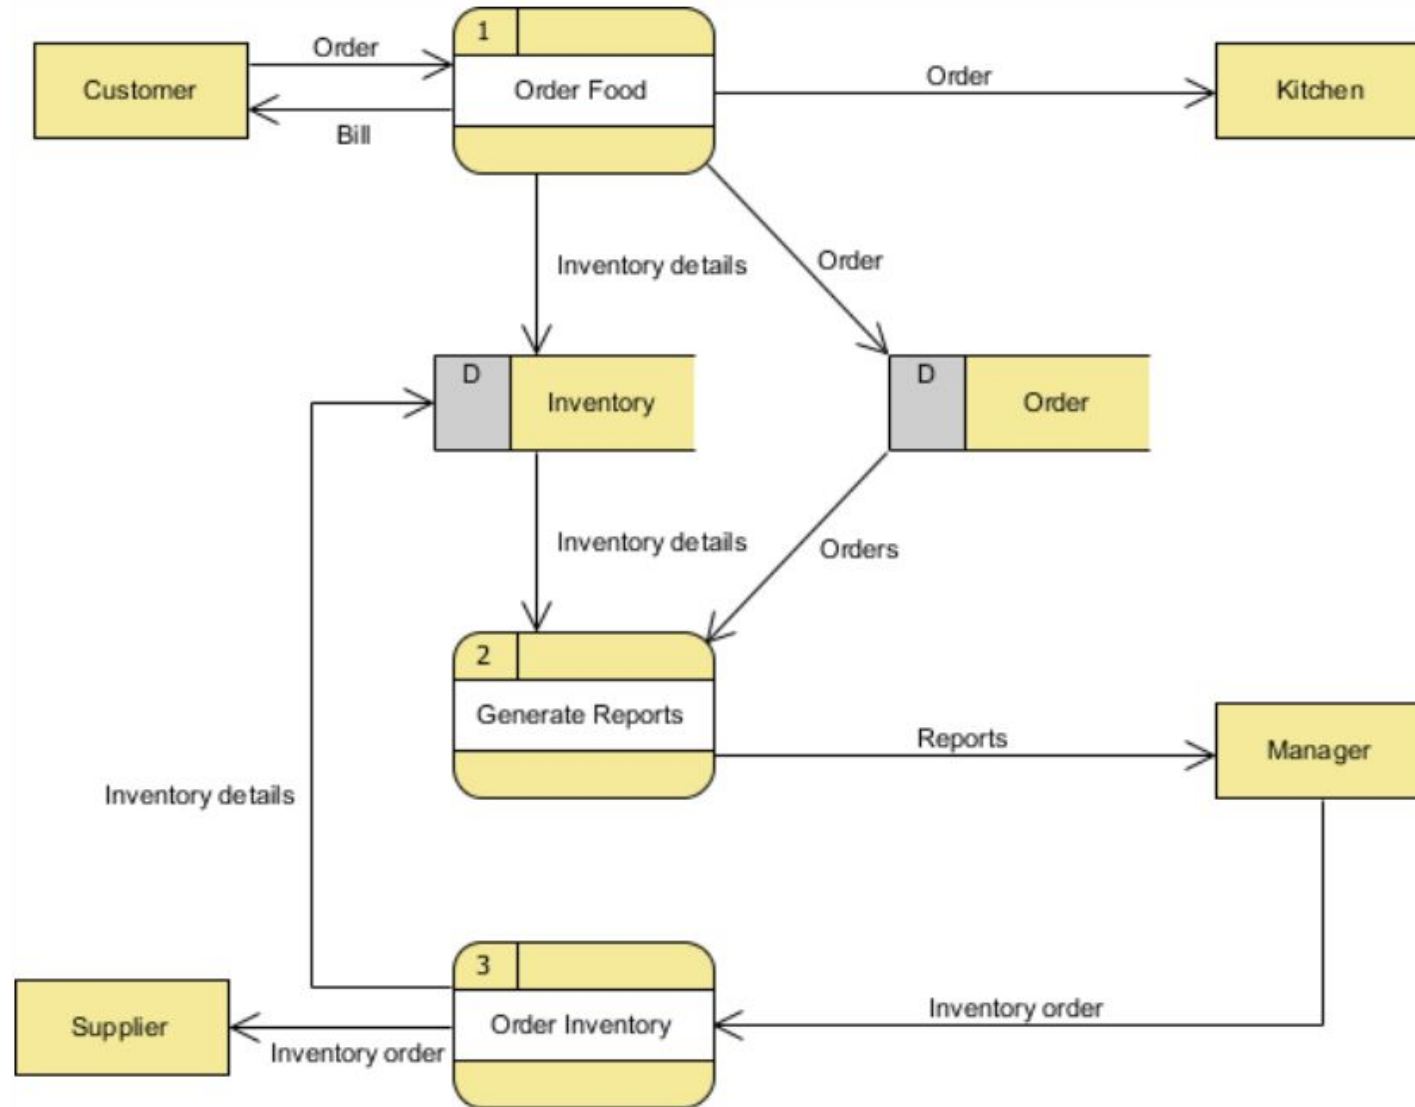 1
Order
Customer
Order Food
Order
Kitchen
Bill
Inventory details
Order
D
Inventory
D
Order
Inventory details
Orders
2
Generate Reports
Reports
Manager
Inventory details
3
Order Inventory
Inventory order
Supplier
Inventory order